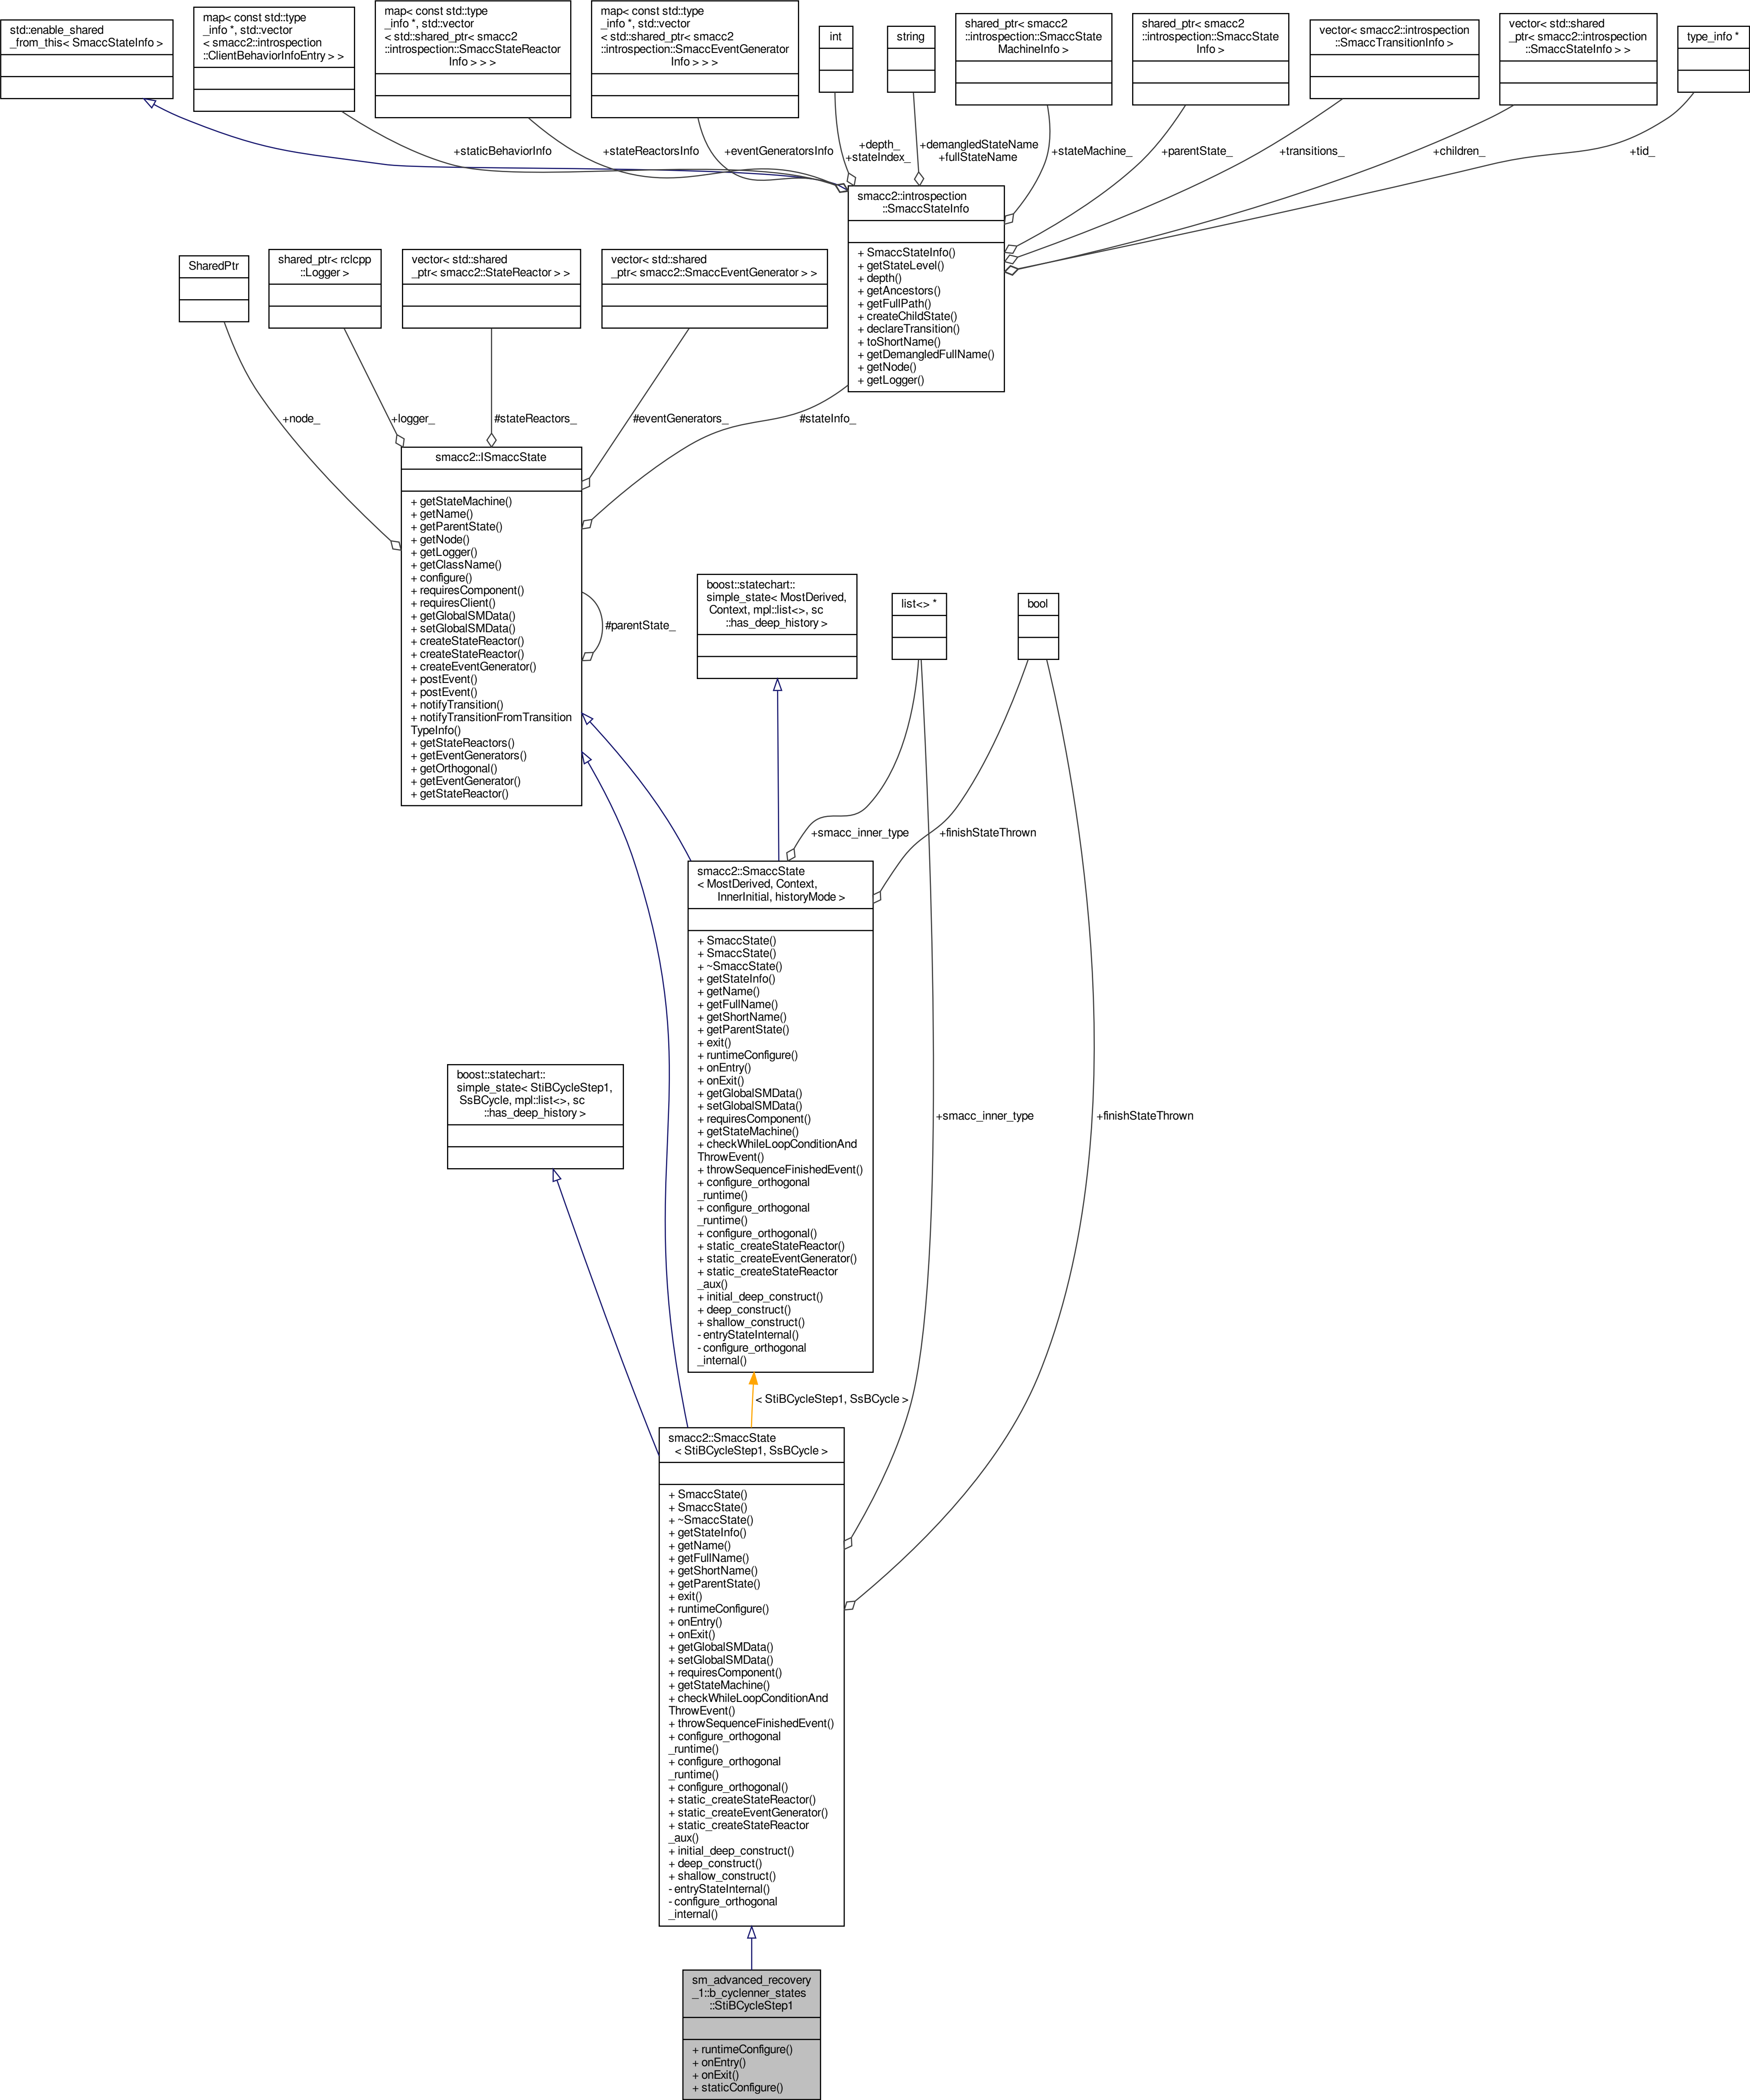 std::enable_shared
_from_this< SmaccStateInfo >
map< const std::type
_info *, std::vector
< smacc2::introspection
::ClientBehaviorInfoEntry > >
map< const std::type
_info *, std::vector
< std::shared_ptr< smacc2
::introspection::SmaccStateReactor
Info > > >
map< const std::type
_info *, std::vector
< std::shared_ptr< smacc2
::introspection::SmaccEventGenerator
Info > > >
int
string
shared_ptr< smacc2
::introspection::SmaccState
MachineInfo >
shared_ptr< smacc2
::introspection::SmaccState
Info >
vector< smacc2::introspection
::SmaccTransitionInfo >
vector< std::shared
_ptr< smacc2::introspection
::SmaccStateInfo > >
type_info *
+staticBehaviorInfo
+stateReactorsInfo
+eventGeneratorsInfo
+depth_
+stateIndex_
+demangledStateName
+fullStateName
+stateMachine_
+parentState_
+transitions_
+children_
+tid_
smacc2::introspection
::SmaccStateInfo
+ SmaccStateInfo()
+ getStateLevel()
+ depth()
+ getAncestors()
+ getFullPath()
+ createChildState()
+ declareTransition()
+ toShortName()
+ getDemangledFullName()
+ getNode()
+ getLogger()
SharedPtr
shared_ptr< rclcpp
::Logger >
vector< std::shared
_ptr< smacc2::StateReactor > >
vector< std::shared
_ptr< smacc2::SmaccEventGenerator > >
+node_
+logger_
#stateReactors_
#eventGenerators_
#stateInfo_
smacc2::ISmaccState
+ getStateMachine()
+ getName()
+ getParentState()
+ getNode()
+ getLogger()
+ getClassName()
+ configure()
+ requiresComponent()
+ requiresClient()
+ getGlobalSMData()
+ setGlobalSMData()
+ createStateReactor()
+ createStateReactor()
+ createEventGenerator()
+ postEvent()
+ postEvent()
+ notifyTransition()
+ notifyTransitionFromTransition
TypeInfo()
+ getStateReactors()
+ getEventGenerators()
+ getOrthogonal()
+ getEventGenerator()
+ getStateReactor()
#parentState_
boost::statechart::
simple_state< MostDerived,
Context, mpl::list<>, sc
::has_deep_history >
list<> *
bool
+smacc_inner_type
+finishStateThrown
smacc2::SmaccState
< MostDerived, Context,
InnerInitial, historyMode >
+ SmaccState()
+ SmaccState()
+ ~SmaccState()
+ getStateInfo()
+ getName()
+ getFullName()
+ getShortName()
+ getParentState()
+ exit()
+ runtimeConfigure()
+ onEntry()
+ onExit()
+ getGlobalSMData()
+ setGlobalSMData()
+ requiresComponent()
+ getStateMachine()
+ checkWhileLoopConditionAnd
ThrowEvent()
+ throwSequenceFinishedEvent()
+ configure_orthogonal
_runtime()
+ configure_orthogonal
_runtime()
+ configure_orthogonal()
+ static_createStateReactor()
+ static_createEventGenerator()
+ static_createStateReactor
_aux()
+ initial_deep_construct()
+ deep_construct()
+ shallow_construct()
- entryStateInternal()
- configure_orthogonal
_internal()
boost::statechart::
simple_state< StiBCycleStep1,
SsBCycle, mpl::list<>, sc
::has_deep_history >
+smacc_inner_type
+finishStateThrown
< StiBCycleStep1, SsBCycle >
smacc2::SmaccState
< StiBCycleStep1, SsBCycle >
+ SmaccState()
+ SmaccState()
+ ~SmaccState()
+ getStateInfo()
+ getName()
+ getFullName()
+ getShortName()
+ getParentState()
+ exit()
+ runtimeConfigure()
+ onEntry()
+ onExit()
+ getGlobalSMData()
+ setGlobalSMData()
+ requiresComponent()
+ getStateMachine()
+ checkWhileLoopConditionAnd
ThrowEvent()
+ throwSequenceFinishedEvent()
+ configure_orthogonal
_runtime()
+ configure_orthogonal
_runtime()
+ configure_orthogonal()
+ static_createStateReactor()
+ static_createEventGenerator()
+ static_createStateReactor
_aux()
+ initial_deep_construct()
+ deep_construct()
+ shallow_construct()
- entryStateInternal()
- configure_orthogonal
_internal()
sm_advanced_recovery
_1::b_cyclenner_states
::StiBCycleStep1
+ runtimeConfigure()
+ onEntry()
+ onExit()
+ staticConfigure()